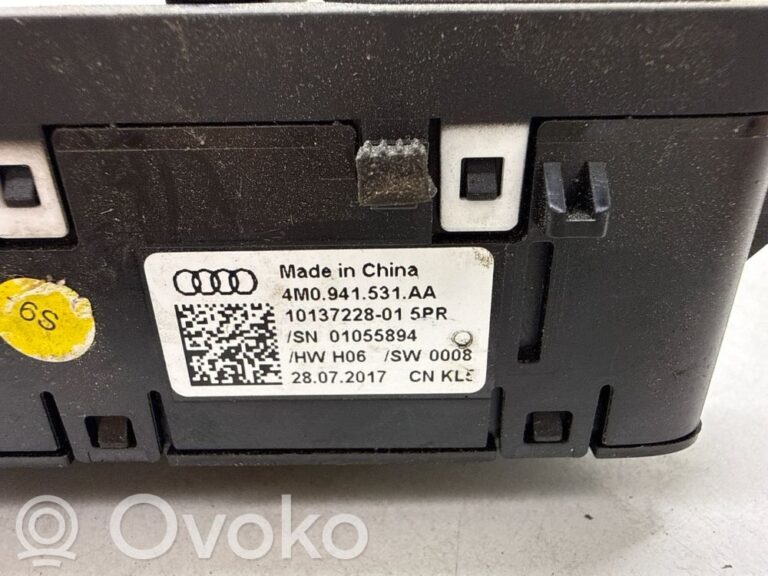 Made in China
4M0.941.531.AA
10137228-01 5PR
/SN 01055894
/HW H06 /SW 0008
28.07.2017 CN KLE
6S
Ovoko